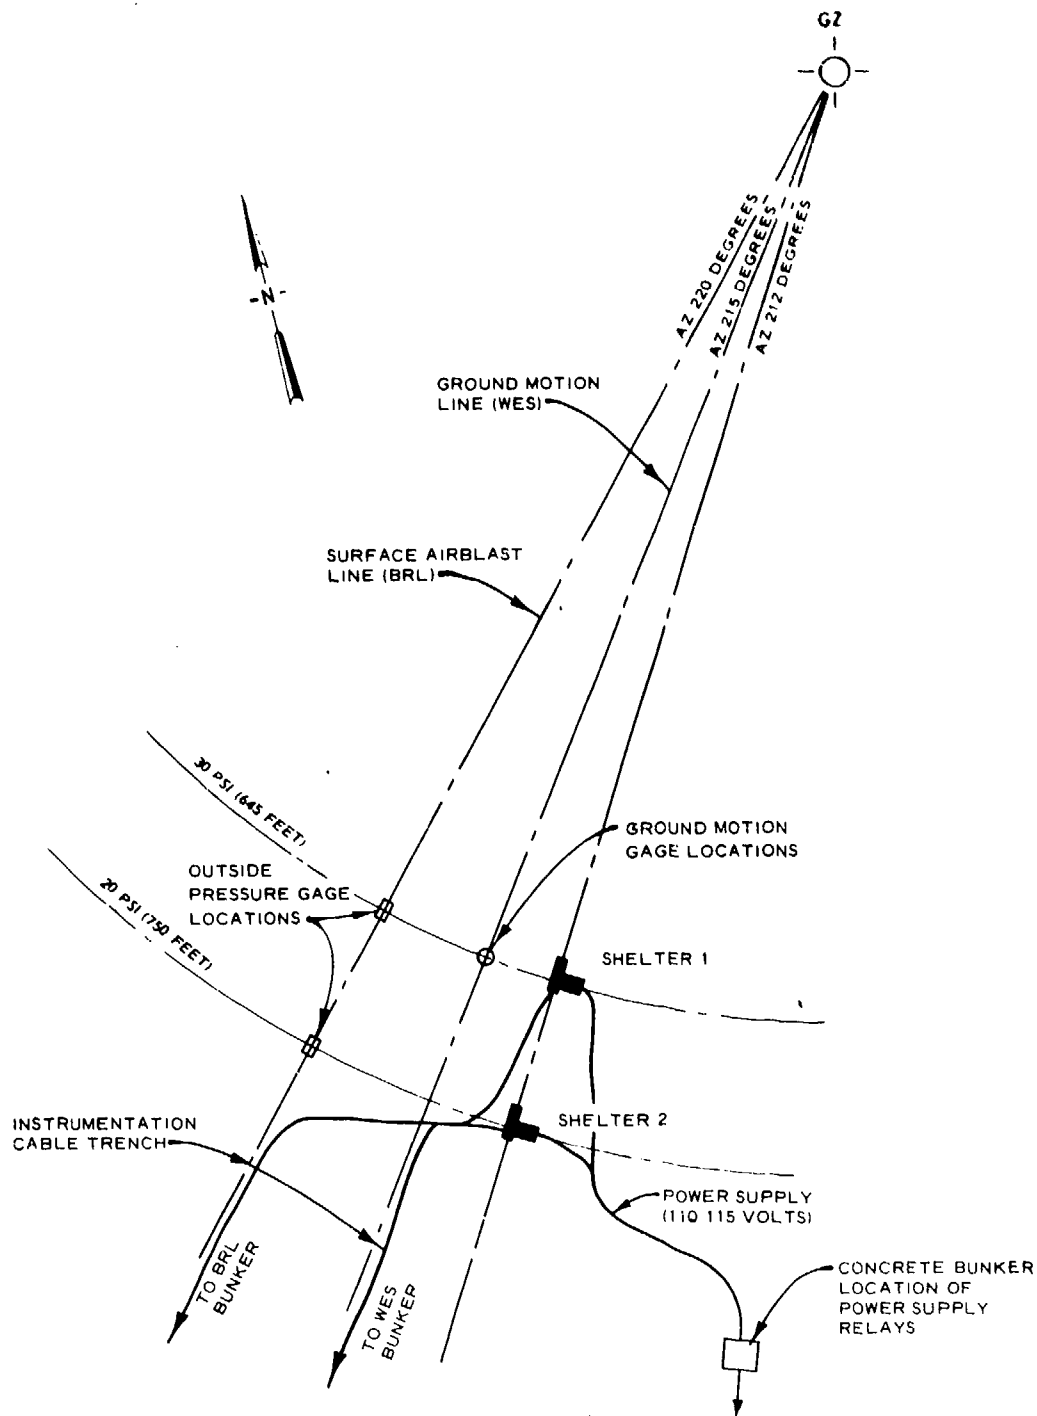 GZ
AZ 220 DEGREES
AZ 215 DEGREES
AZ 212 DEGREES
-N-
GROUND MOTION
LINE (WES)
SURFACE AIRBLAST
LINE (BRL)
30 PSI (645 FEET)
GROUND MOTION
GAGE LOCATIONS
OUTSIDE
PRESSURE GAGE
LOCATIONS
20 PSI (750 FEET)
SHELTER 1
SHELTER 2
INSTRUMENTATION
CABLE TRENCH
POWER SUPPLY
(110 115 VOLTS)
TO BRL
BUNKER
TO WES
BUNKER
CONCRETE BUNKER
LOCATION OF
POWER SUPPLY
RELAYS